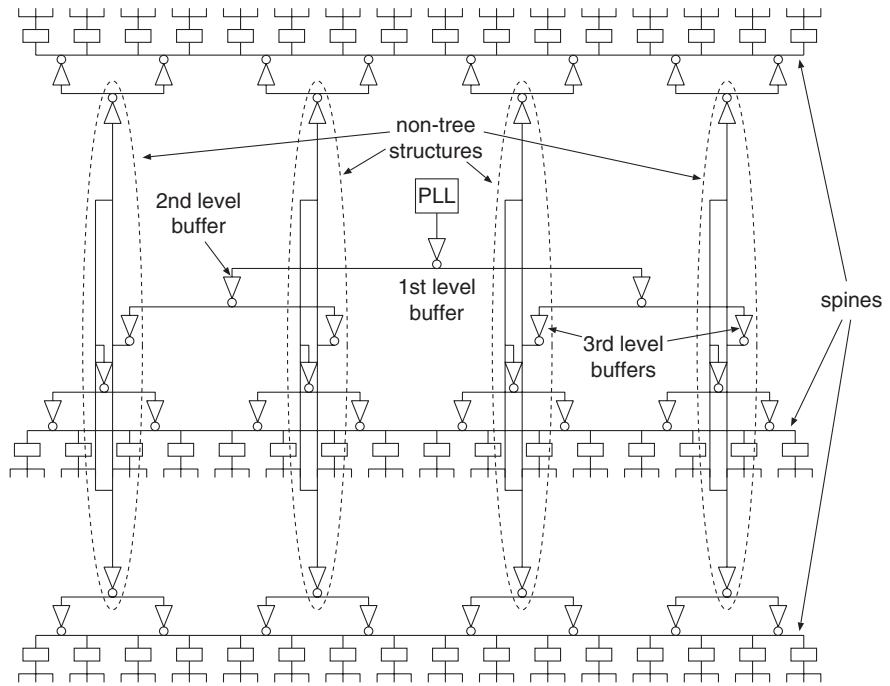 non-tree
structures
PLL
2nd level
buffer
1st level
buffer
spines
3rd level
buffers